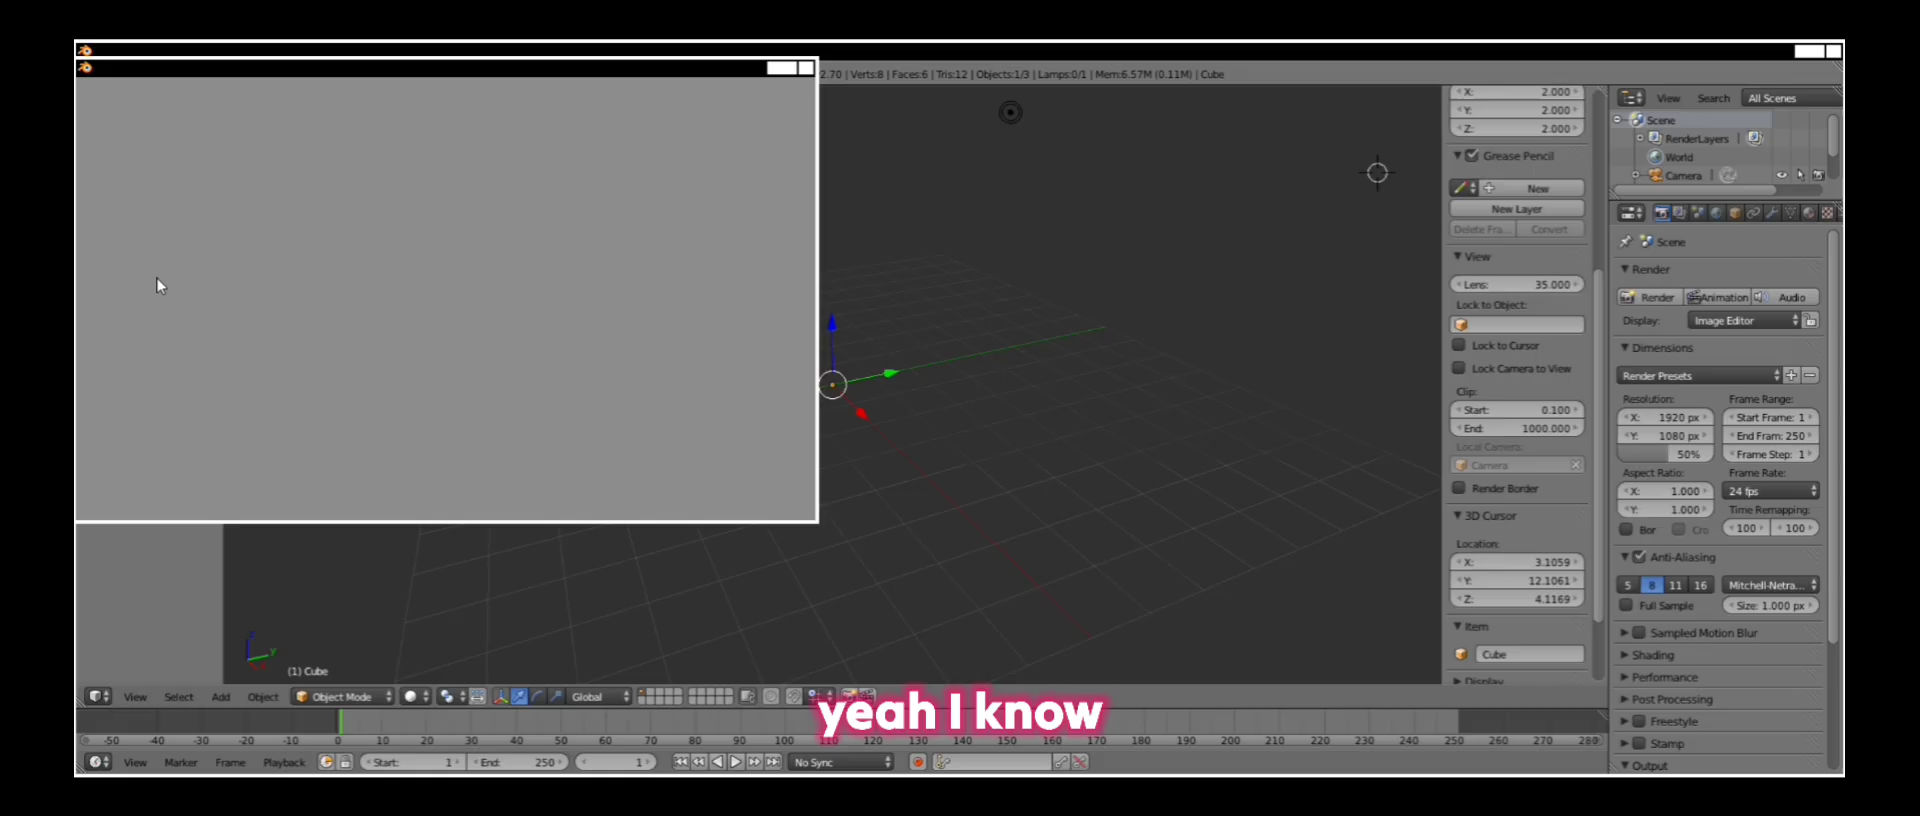 2.70 | Verts:8 | Faces:6 | Tris:12 | Objects:1/3 | Lamps:0/1 | Mem:6.57M (0.11M) | Cube
X: 2.000
Y: 2.000
Z: 2.000
Grease Pencil
New
New Layer
Delete Fra... Convert
View
Lens: 35.000
Lock to Object:
Lock to Cursor
Lock Camera to View
Clip:
Start: 0.100
End: 1000.000
Local Camera:
Camera
Render Border
3D Cursor
Location:
X: 3.1059
Y: 12.1061
Z: 4.1169
Item
Cube
Display
View Search All Scenes
Scene
RenderLayers
World
Camera
Scene
Render
Render Animation Audio
Display: Image Editor
Dimensions
Render Presets
Resolution: Frame Range:
X: 1920 px Start Frame: 1
Y: 1080 px End Fram: 250
50% Frame Step: 1
Aspect Ratio: Frame Rate:
X: 1.000 24 fps
Y: 1.000 Time Remapping:
Bor Cro 100 100
Anti-Aliasing
5 8 11 16 Mitchell-Netra...
Full Sample Size: 1.000 px
Sampled Motion Blur
Shading
Performance
Post Processing
Freestyle
Stamp
Output
z
y
(1) Cube
View Select Add Object Object Mode Global
yeah I know
-50 -40 -30 -20 -10 0 10 20 30 40 50 60 70 80 90 100 110 120 130 140 150 160 170 180 190 200 210 220 230 240 250 260 270 280
View Marker Frame Playback Start: 1 End: 250 1 No Sync